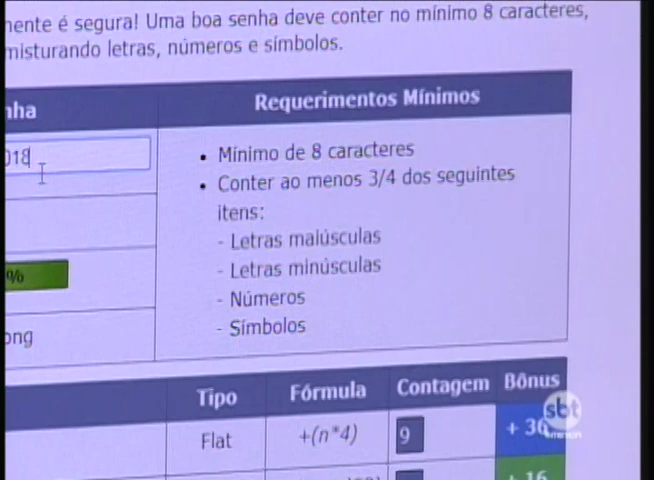 mente é segura! Uma boa senha deve conter no mínimo 8 caracteres,
misturando letras, números e símbolos.
nha
Requerimentos Mínimos
018
• Mínimo de 8 caracteres
• Conter ao menos 3/4 dos seguintes
itens:
- Letras maiúsculas
- Letras minúsculas
- Números
- Símbolos
%
ong
Tipo Fórmula Contagem Bônus
Flat +(n*4) 9 + 36
+ 16
sbt